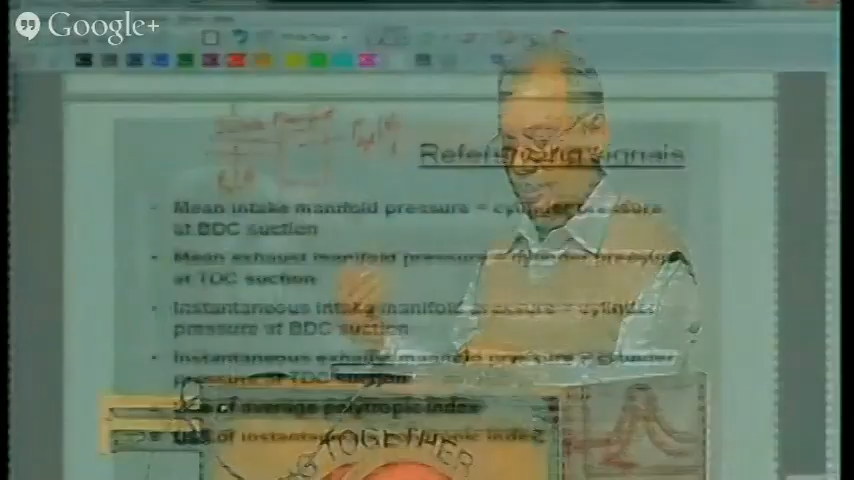 Google+
Referencing signals
Mean intake manifold pressure = cylinder pressure
at BDC suction
Mean exhaust manifold pressure = cylinder pressure
at TDC suction
Instantaneous intake manifold pressure = cylinder
pressure at BDC suction
Instantaneous exhaust manifold pressure = cylinder
pressure at TDC suction
Use of average polytropic index
Use of instantaneous polytropic index
TOGETHER